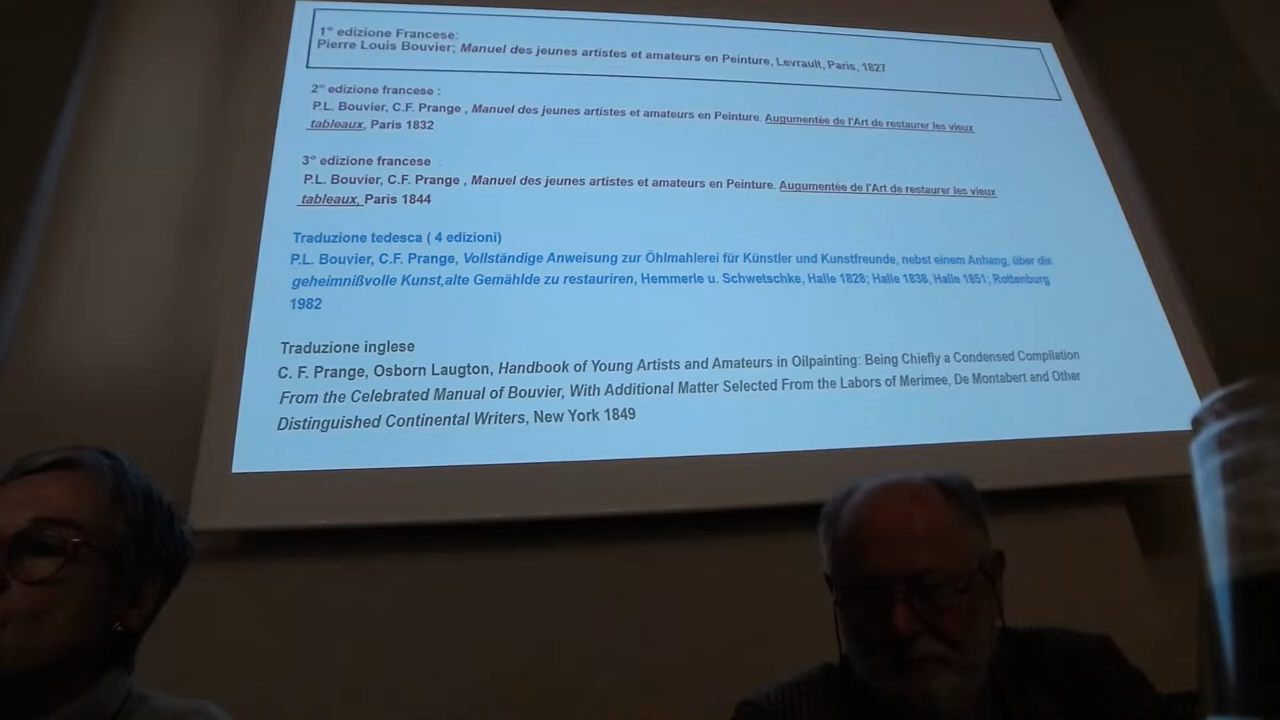 1° edizione Francese:
Pierre Louis Bouvier; Manuel des jeunes artistes et amateurs en Peinture, Levrault, Paris, 1827
2° edizione francese :
P.L. Bouvier, C.F. Prange , Manuel des jeunes artistes et amateurs en Peinture. Augumentée de l'Art de restaurer les vieux
tableaux, Paris 1832
3° edizione francese
P.L. Bouvier, C.F. Prange , Manuel des jeunes artistes et amateurs en Peinture. Augumentée de l'Art de restaurer les vieux
tableaux, Paris 1844
Traduzione tedesca ( 4 edizioni)
P.L. Bouvier, C.F. Prange, Vollständige Anweisung zur Öhlmahlerei für Künstler und Kunstfreunde, nebst einem Anhang, über die
geheimnißvolle Kunst,alte Gemählde zu restauriren, Hemmerle u. Schwetschke, Halle 1828; Halle 1838, Halle 1851; Rottenburg
1982
Traduzione inglese
C. F. Prange, Osborn Laugton, Handbook of Young Artists and Amateurs in Oilpainting: Being Chiefly a Condensed Compilation
From the Celebrated Manual of Bouvier, With Additional Matter Selected From the Labors of Merimee, De Montabert and Other
Distinguished Continental Writers, New York 1849